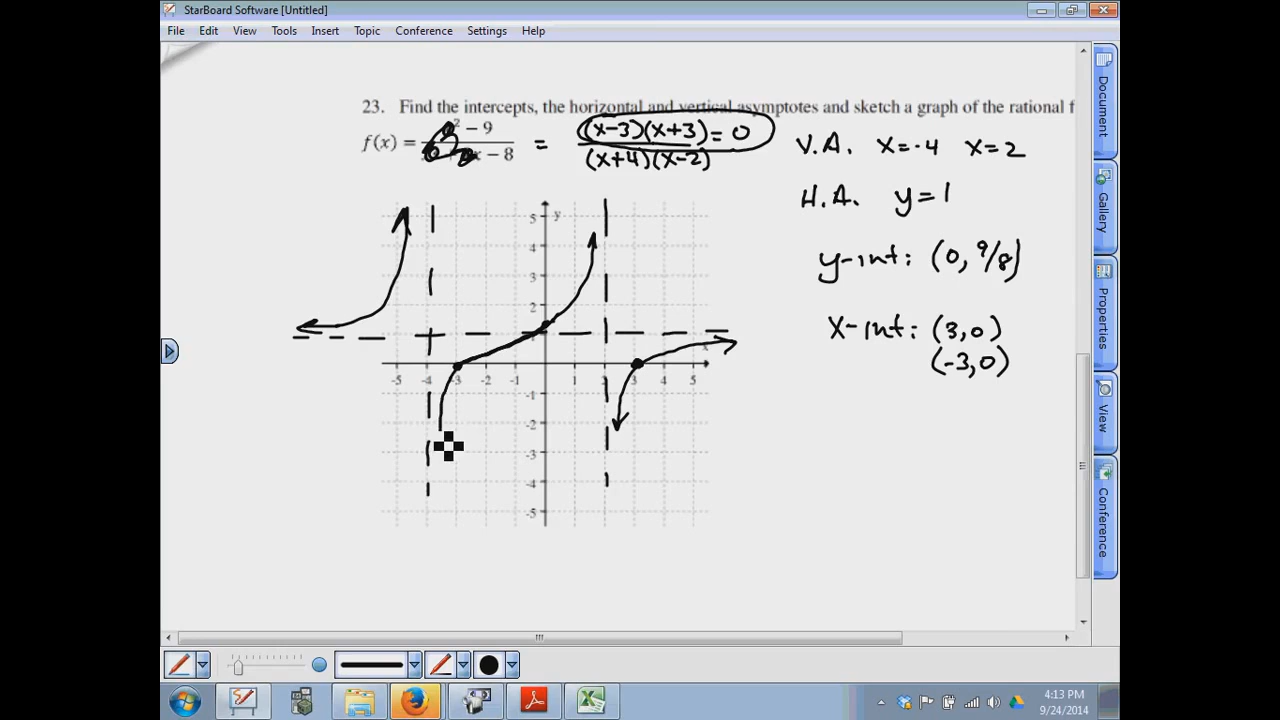 StarBoard Software [Untitled]
File Edit View Tools Insert Topic Conference Settings Help
23. Find the intercepts, the horizontal and vertical asymptotes and sketch a graph of the rational f
f(x) = ² − 9 = (x-3)(x+3) = 0
x − 8 (x+4)(x-2)
V.A. x=-4 x=2
H.A. y=1
y-int: (0, 9/8)
x-int: (3,0)
(-3,0)
5 y
4
3
2
x
-5 -4 -3 -2 -1 1 2 3 4 5
-1
-2
-3
-4
-5
Document
Gallery
Properties
View
Conference
4:13 PM
9/24/2014